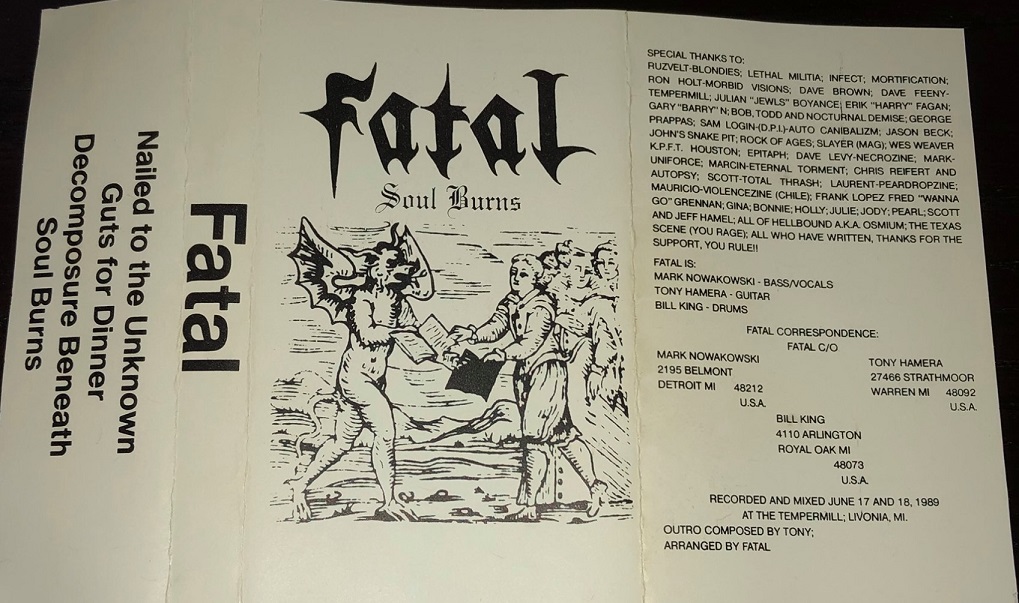 Nailed to the Unknown
Guts for Dinner
Decomposure Beneath
Soul Burns
Fatal
fatal
Soul Burns
SPECIAL THANKS TO:
RUZVELT-BLONDIES; LETHAL MILITIA; INFECT; MORTIFICATION;
RON HOLT-MORBID VISIONS; DAVE BROWN; DAVE FEENY-
TEMPERMILL; JULIAN "JEWLS" BOYANCE; ERIK "HARRY" FAGAN;
GARY "BARRY" N; BOB, TODD AND NOCTURNAL DEMISE; GEORGE
PRAPPAS; SAM LOGIN-(D.P.I.)-AUTO CANIBALIZM; JASON BECK;
JOHN'S SNAKE PIT; ROCK OF AGES; SLAYER (MAG); WES WEAVER
K.P.F.T. HOUSTON; EPITAPH; DAVE LEVY-NECROZINE; MARK-
UNIFORCE; MARCIN-ETERNAL TORMENT; CHRIS REIFERT AND
AUTOPSY; SCOTT-TOTAL THRASH; LAURENT-PEARDROPZINE;
MAURICIO-VIOLENCEZINE (CHILE); FRANK LOPEZ FRED "WANNA
GO" GRENNAN; GINA; BONNIE; HOLLY; JULIE; JODY; PEARL; SCOTT
AND JEFF HAMEL; ALL OF HELLBOUND A.K.A. OSMIUM; THE TEXAS
SCENE (YOU RAGE); ALL WHO HAVE WRITTEN, THANKS FOR THE
SUPPORT, YOU RULE!!
FATAL IS:
MARK NOWAKOWSKI - BASS/VOCALS
TONY HAMERA - GUITAR
BILL KING - DRUMS
FATAL CORRESPONDENCE:
FATAL C/O
MARK NOWAKOWSKI
2195 BELMONT
DETROIT MI 48212
U.S.A.
TONY HAMERA
27466 STRATHMOOR
WARREN MI 48092
U.S.A.
BILL KING
4110 ARLINGTON
ROYAL OAK MI
48073
U.S.A.
RECORDED AND MIXED JUNE 17 AND 18, 1989
AT THE TEMPERMILL; LIVONIA, MI.
OUTRO COMPOSED BY TONY;
ARRANGED BY FATAL